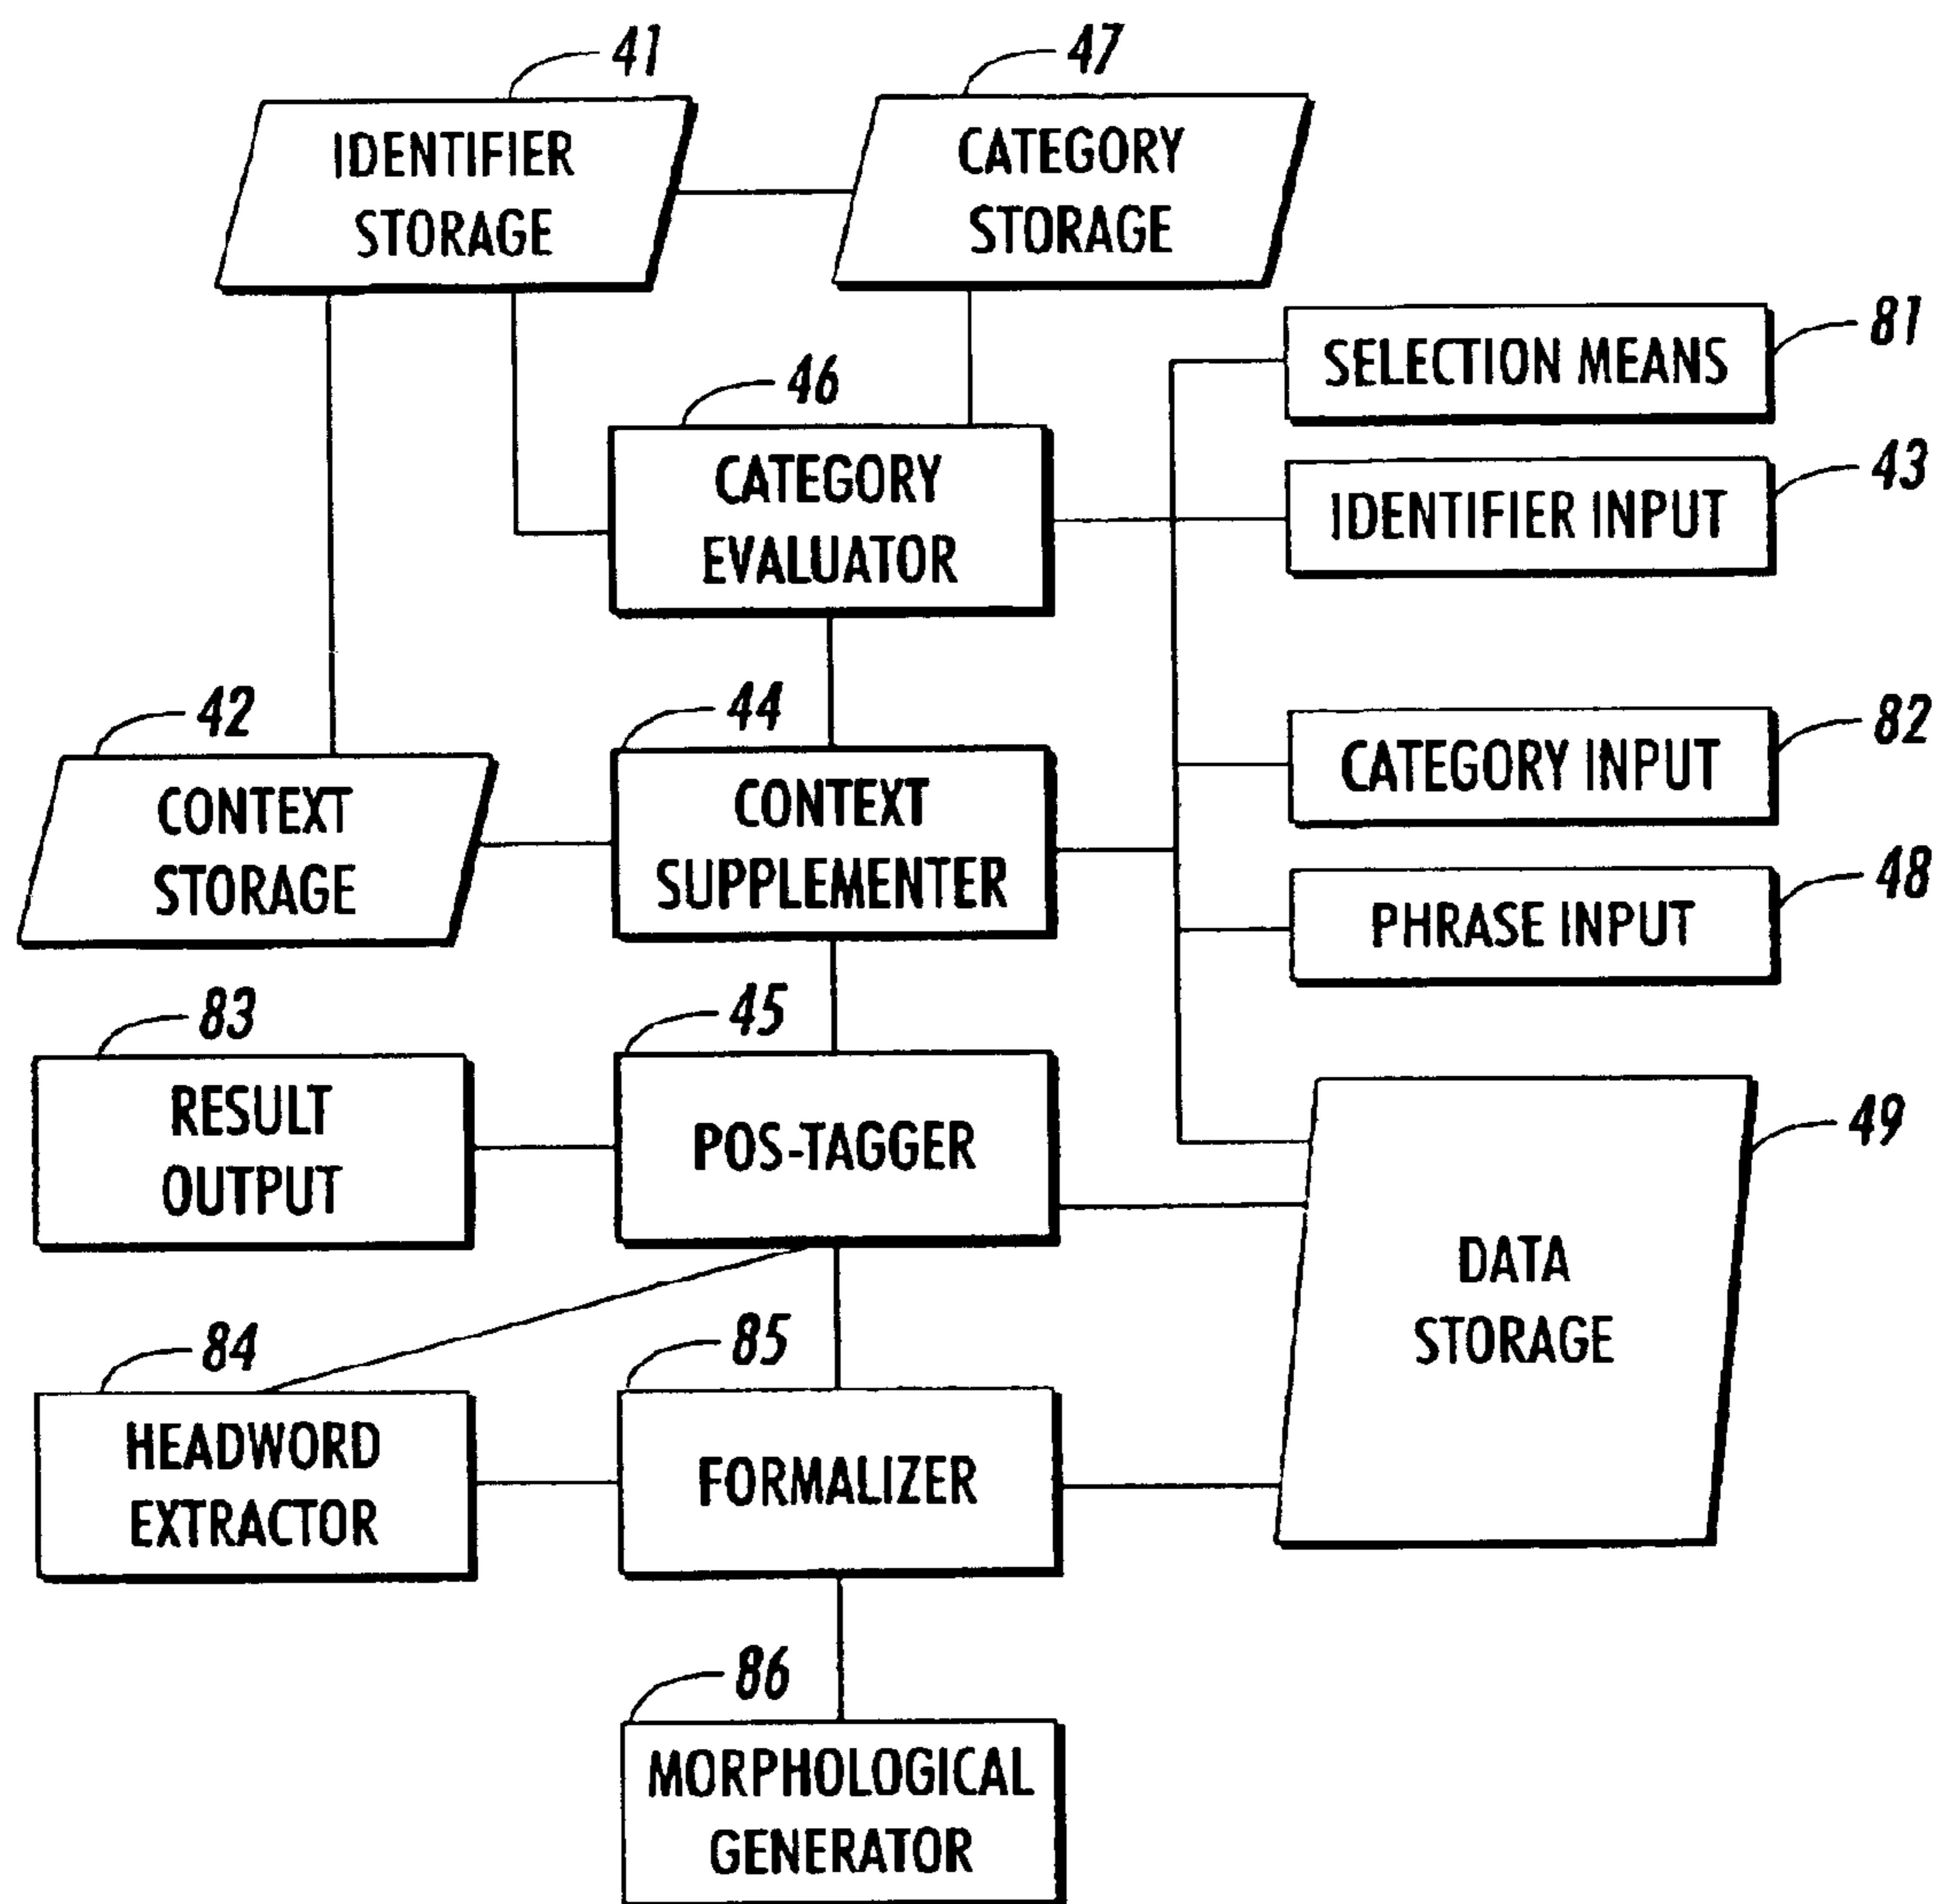 41
47
IDENTIFIER
STORAGE
CATEGORY
STORAGE
81
SELECTION MEANS
46
43
CATEGORY
EVALUATOR
IDENTIFIER INPUT
42
44
82
CONTEXT
STORAGE
CONTEXT
SUPPLEMENTER
CATEGORY INPUT
48
PHRASE INPUT
83
45
49
RESULT
OUTPUT
POS-TAGGER
DATA
STORAGE
84
85
HEADWORD
EXTRACTOR
FORMALIZER
86
MORPHOLOGICAL
GENERATOR